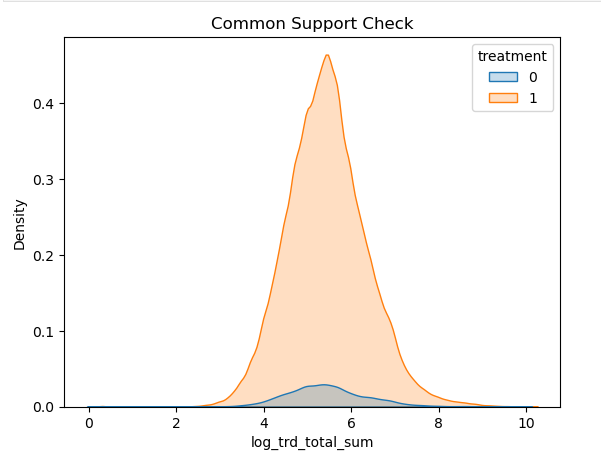 Common Support Check
treatment
0
1
Density
0.4
0.3
0.2
0.1
0.0
0 2 4 6 8 10
log_trd_total_sum